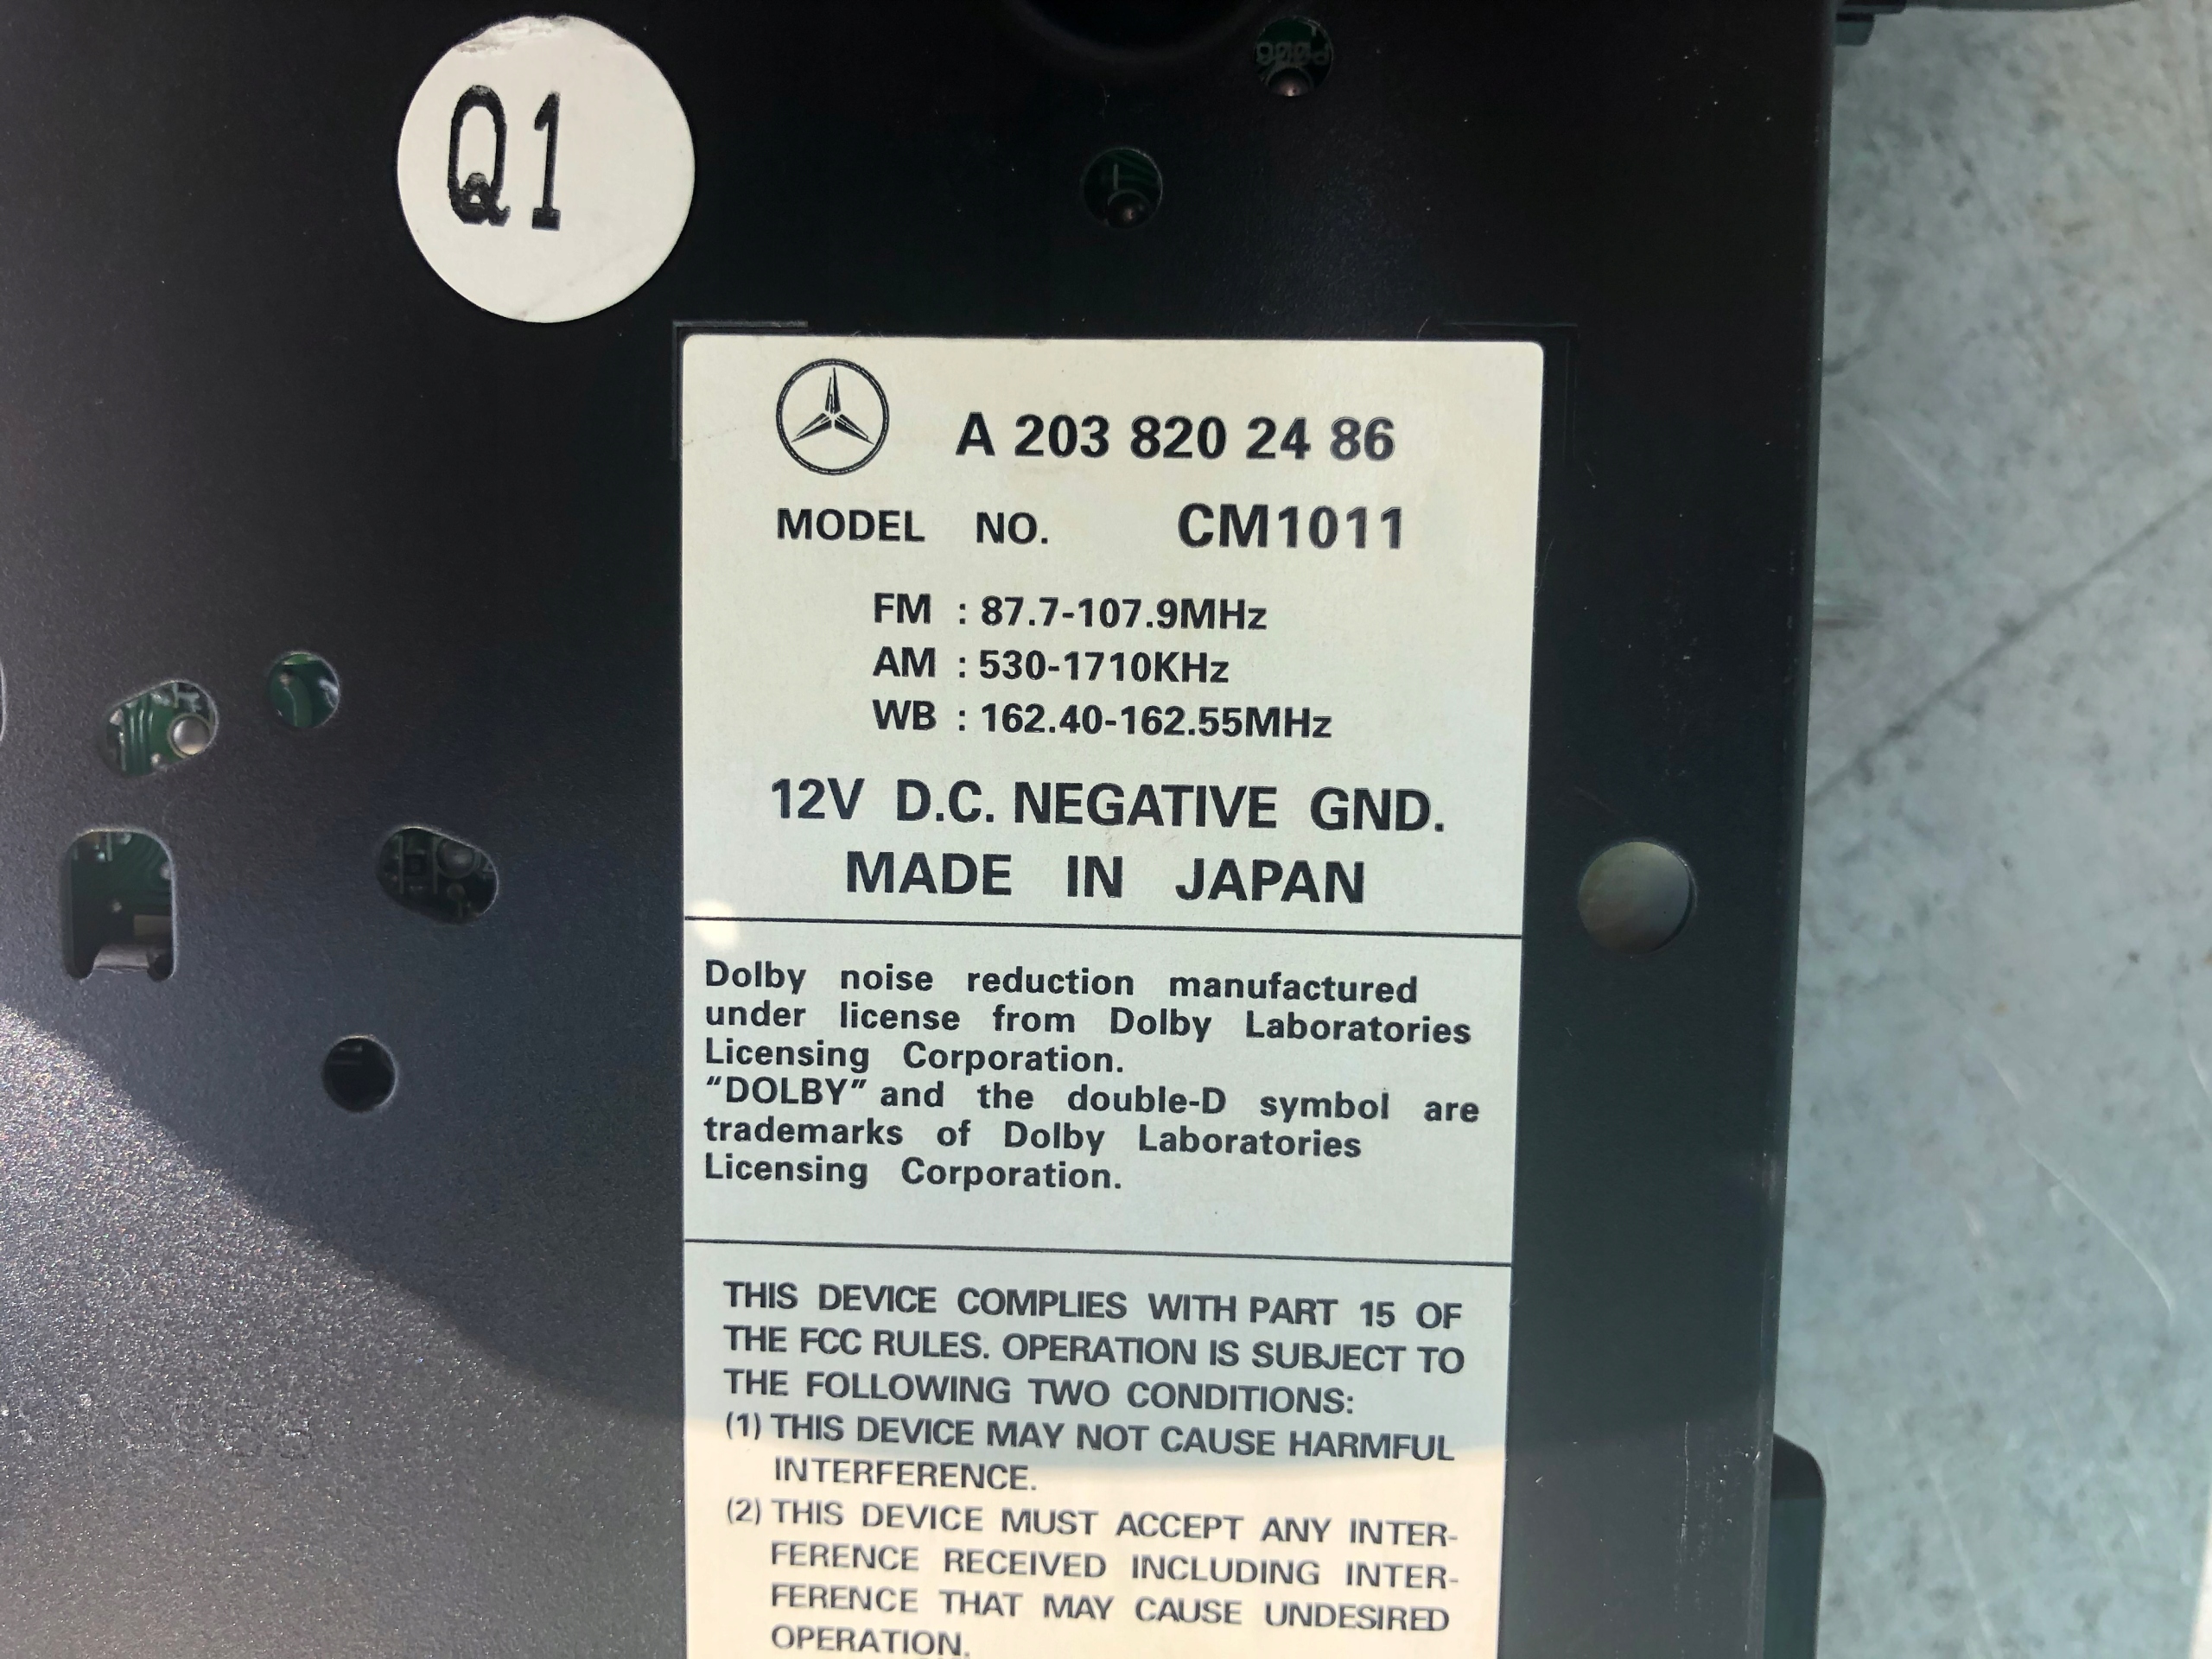 Q1
A 203 820 24 86
MODEL NO. CM1011
FM : 87.7-107.9MHz
AM : 530-1710KHz
WB : 162.40-162.55MHz
12V D.C. NEGATIVE GND.
MADE IN JAPAN
Dolby noise reduction manufactured
under license from Dolby Laboratories
Licensing Corporation.
“DOLBY” and the double-D symbol are
trademarks of Dolby Laboratories
Licensing Corporation.
THIS DEVICE COMPLIES WITH PART 15 OF
THE FCC RULES. OPERATION IS SUBJECT TO
THE FOLLOWING TWO CONDITIONS:
(1) THIS DEVICE MAY NOT CAUSE HARMFUL
INTERFERENCE.
(2) THIS DEVICE MUST ACCEPT ANY INTER-
FERENCE RECEIVED INCLUDING INTER-
FERENCE THAT MAY CAUSE UNDESIRED
OPERATION.